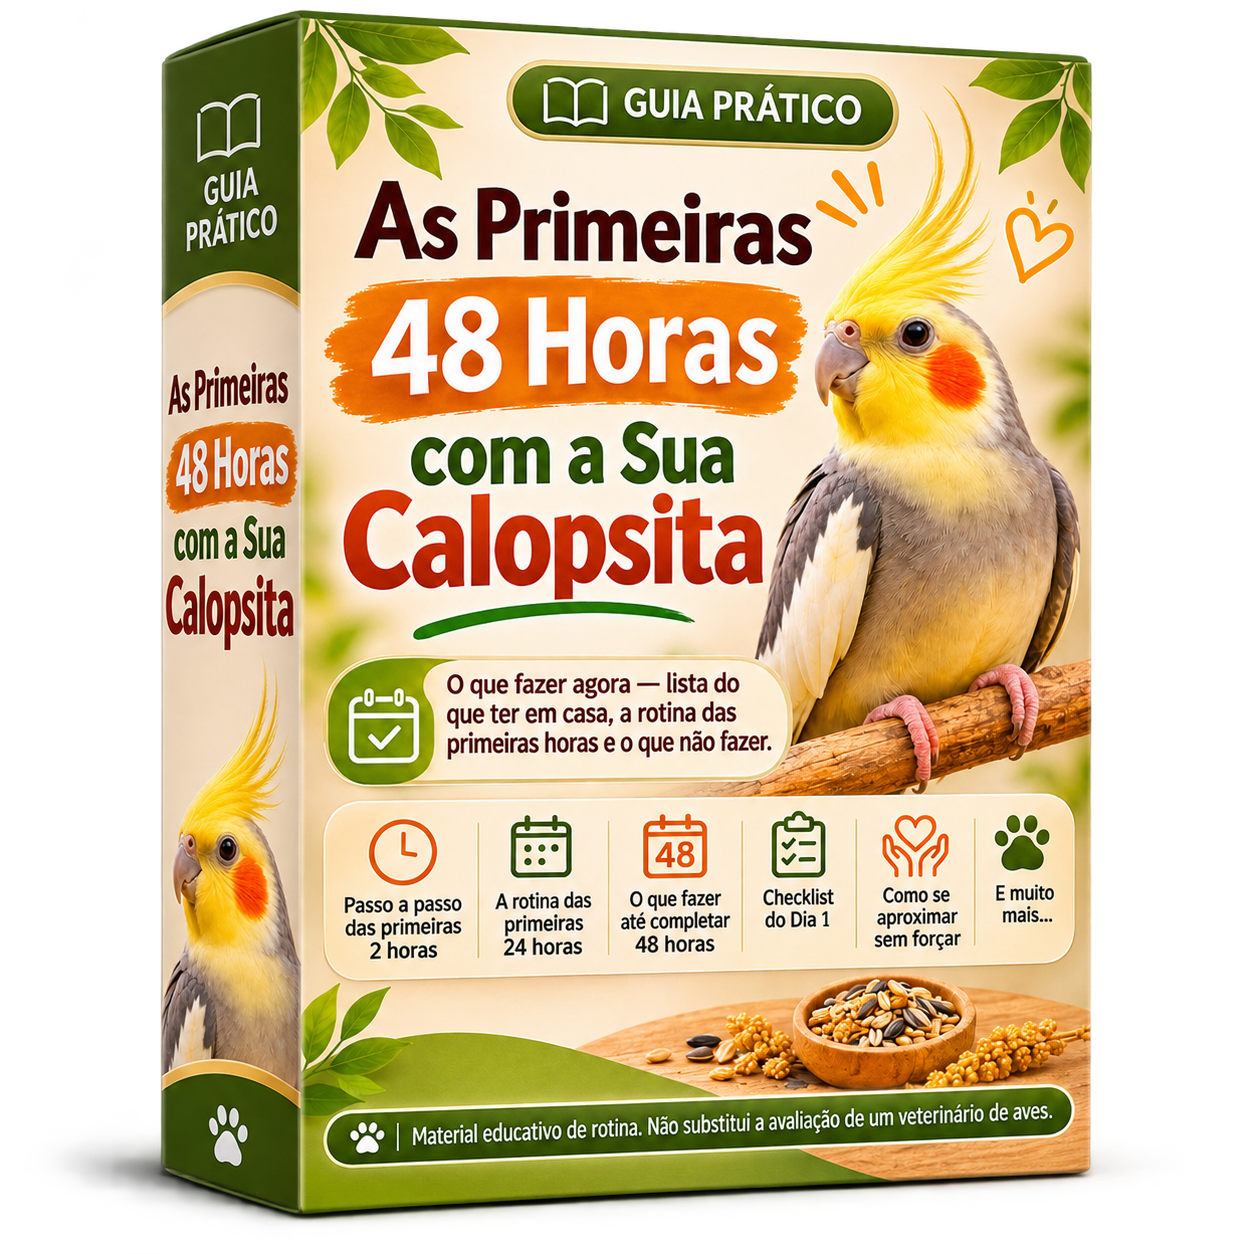 GUIA
PRÁTICO
As Primeiras
48 Horas
com a Sua
Calopsita
GUIA PRÁTICO
As Primeiras
48 Horas
com a Sua
Calopsita
O que fazer agora — lista do
que ter em casa, a rotina das
primeiras horas e o que não fazer.
Passo a passo
das primeiras
2 horas
A rotina das
primeiras
24 horas
48
O que fazer
até completar
48 horas
Checklist
do Dia 1
Como se
aproximar
sem forçar
E muito
mais...
Material educativo de rotina. Não substitui a avaliação de um veterinário de aves.